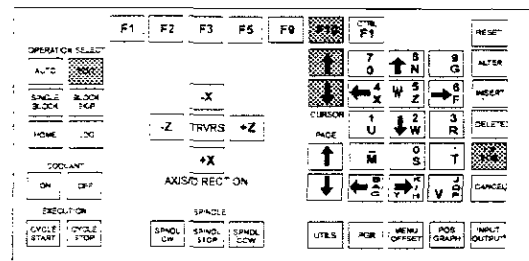 F1 F2 F3 F5 F9 F10 CTRL F1
RESET
OPERATION SELECT
AUTO
7 O
8 N
9 G
ALTER
SINGLE BLOCK
BLOCK SKIP
-X
4 X
W 5 Z
6 F
INSERT
HOME JOG
-Z TRVRS +Z
CURSOR
1 U
2 W
3 R
DELETE
PAGE
COOLANT
+X
- M
0 S
. T
ON OFF
AXIS/DIRECTION
V
CANCEL
EXECUTION
SPINDLE
CYCLE START
CYCLE STOP
SPNDL CW
SPNDL STOP
SPNDL CCW
UTILS
PGR
MENU OFFSET
POS GRAPH
INPUT OUTPUT